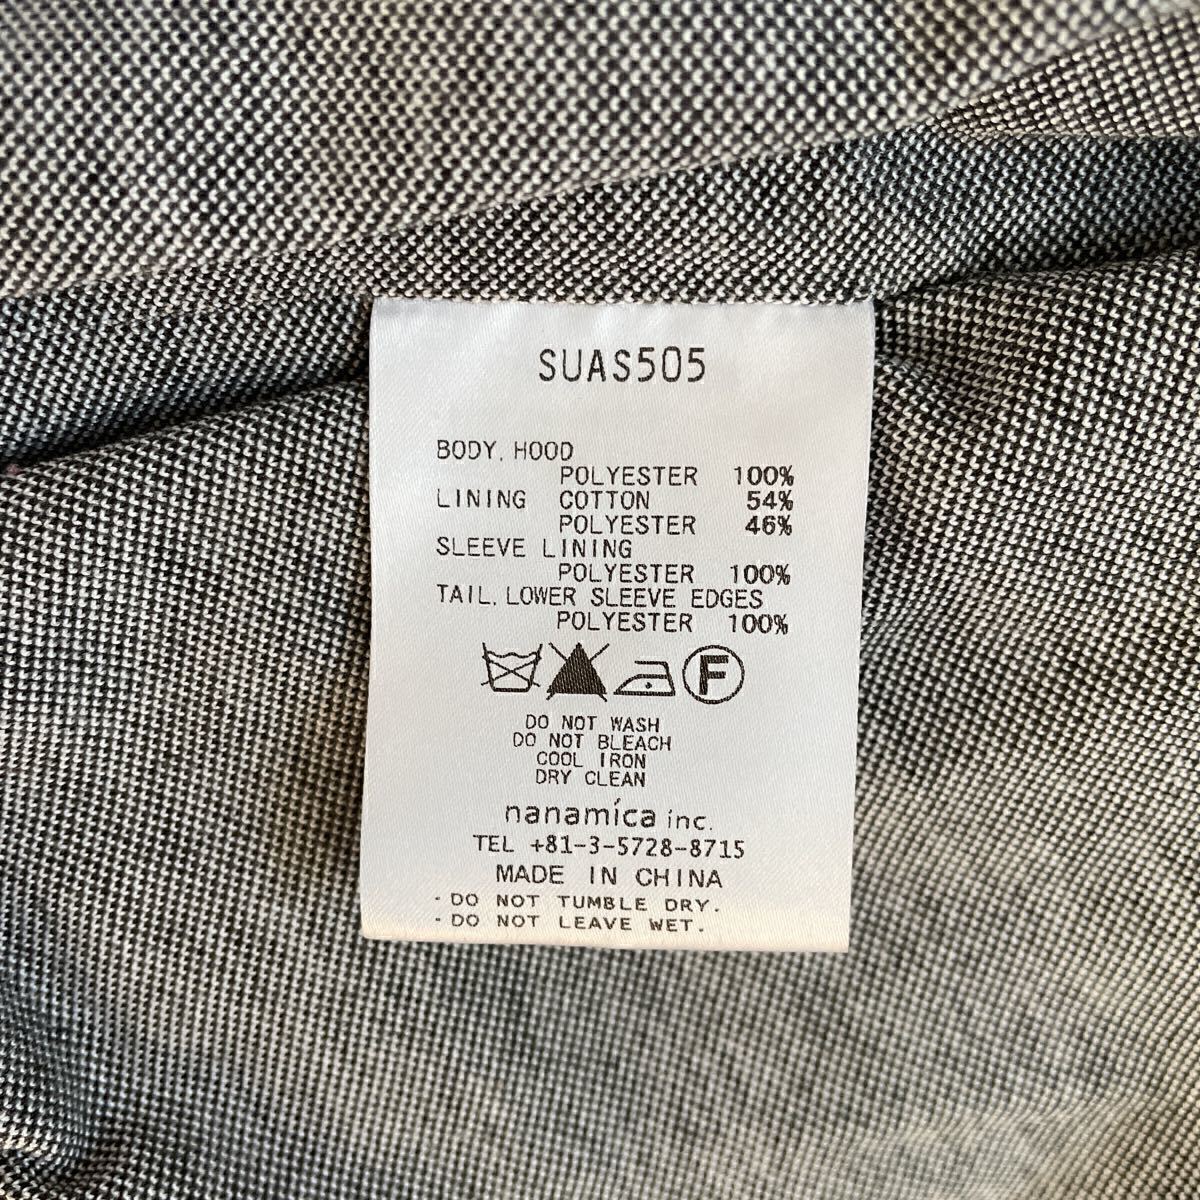 SUAS505
BODY, HOOD
POLYESTER 100%
LINING COTTON 54%
POLYESTER 46%
SLEEVE LINING
POLYESTER 100%
TAIL, LOWER SLEEVE EDGES
POLYESTER 100%
F
DO NOT WASH
DO NOT BLEACH
COOL IRON
DRY CLEAN
nanamíca inc.
TEL +81-3-5728-8715
MADE IN CHINA
・DO NOT TUMBLE DRY.
・DO NOT LEAVE WET.